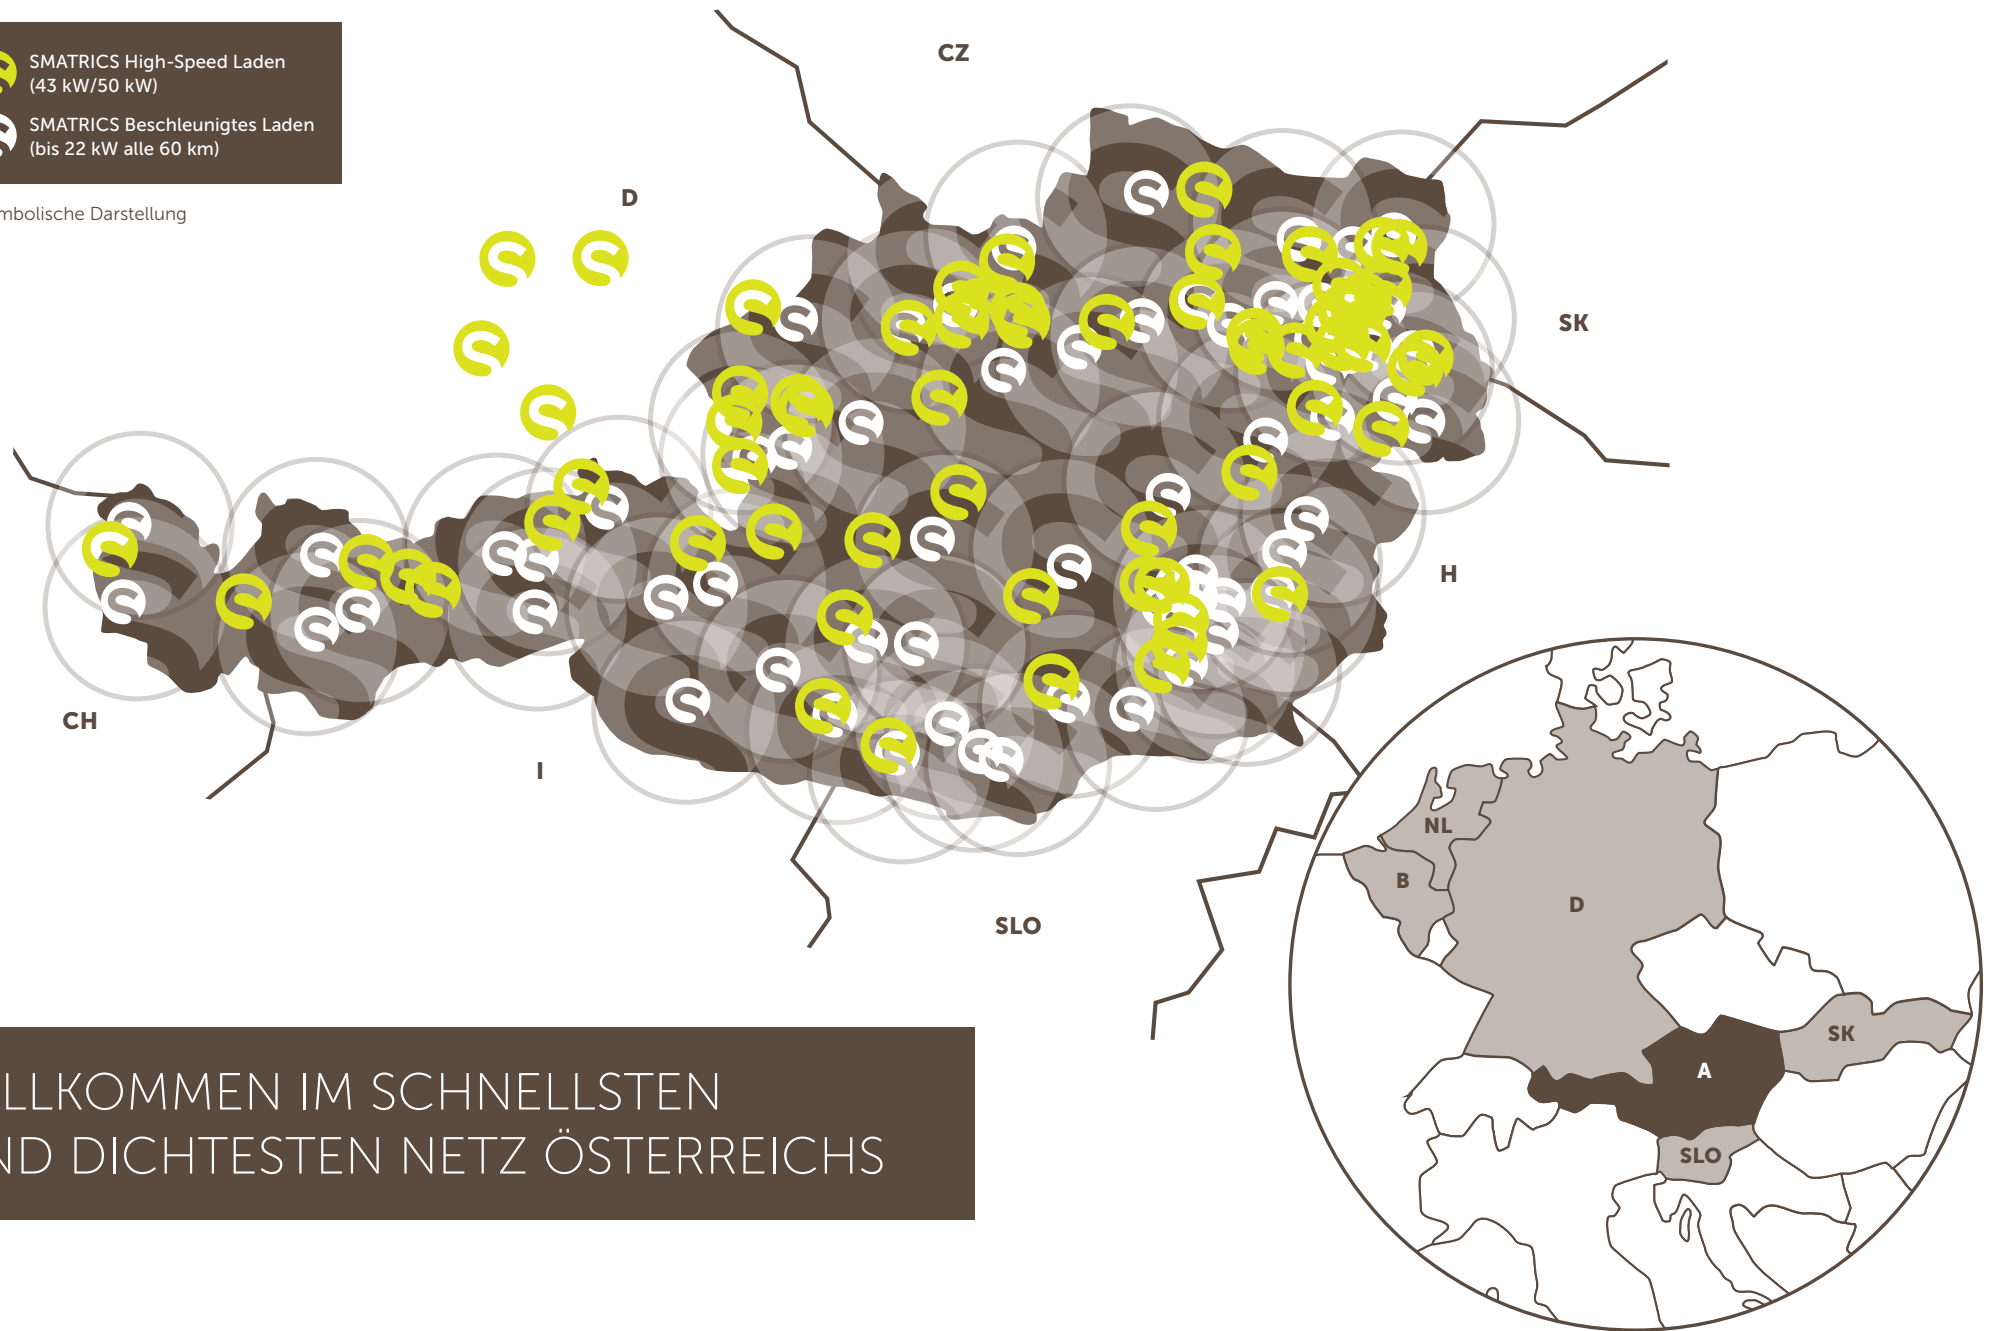 SMATRICS High-Speed Laden
(43 kW/50 kW)
SMATRICS Beschleunigtes Laden
(bis 22 kW alle 60 km)
mbolische Darstellung
CZ
D
SK
H
CH
I
SLO
NL
B
D
SK
A
SLO
LLKOMMEN IM SCHNELLSTEN
ND DICHTESTEN NETZ ÖSTERREICHS